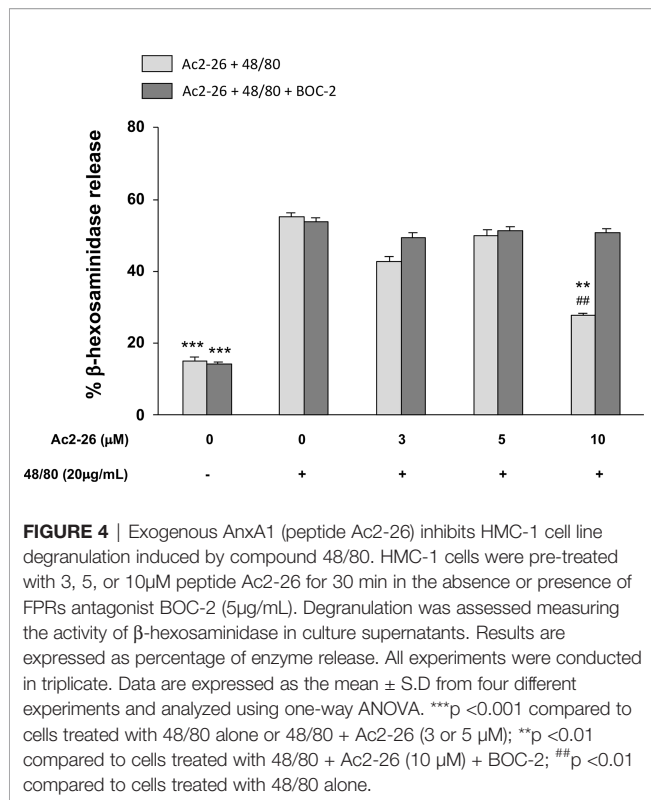 Ac2-26 + 48/80
Ac2-26 + 48/80 + BOC-2
% β-hexosaminidase release
80
60
40
20
0
*** ***
**
##
Ac2-26 (μM) 0 0 3 5 10
48/80 (20μg/mL) - + + + +
FIGURE 4 | Exogenous AnxA1 (peptide Ac2-26) inhibits HMC-1 cell line
degranulation induced by compound 48/80. HMC-1 cells were pre-treated
with 3, 5, or 10μM peptide Ac2-26 for 30 min in the absence or presence of
FPRs antagonist BOC-2 (5μg/mL). Degranulation was assessed measuring
the activity of β-hexosaminidase in culture supernatants. Results are
expressed as percentage of enzyme release. All experiments were conducted
in triplicate. Data are expressed as the mean ± S.D from four different
experiments and analyzed using one-way ANOVA. ***p <0.001 compared to
cells treated with 48/80 alone or 48/80 + Ac2-26 (3 or 5 μM); **p <0.01
compared to cells treated with 48/80 + Ac2-26 (10 μM) + BOC-2; ##p <0.01
compared to cells treated with 48/80 alone.